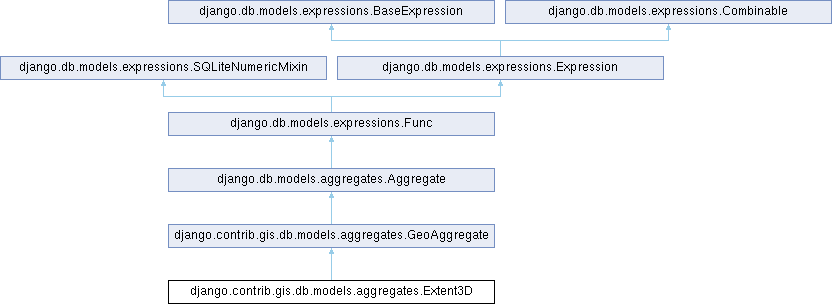 django.db.models.expressions.BaseExpression
django.db.models.expressions.Combinable
django.db.models.expressions.SQLiteNumericMixin
django.db.models.expressions.Expression
django.db.models.expressions.Func
django.db.models.aggregates.Aggregate
django.contrib.gis.db.models.aggregates.GeoAggregate
django.contrib.gis.db.models.aggregates.Extent3D